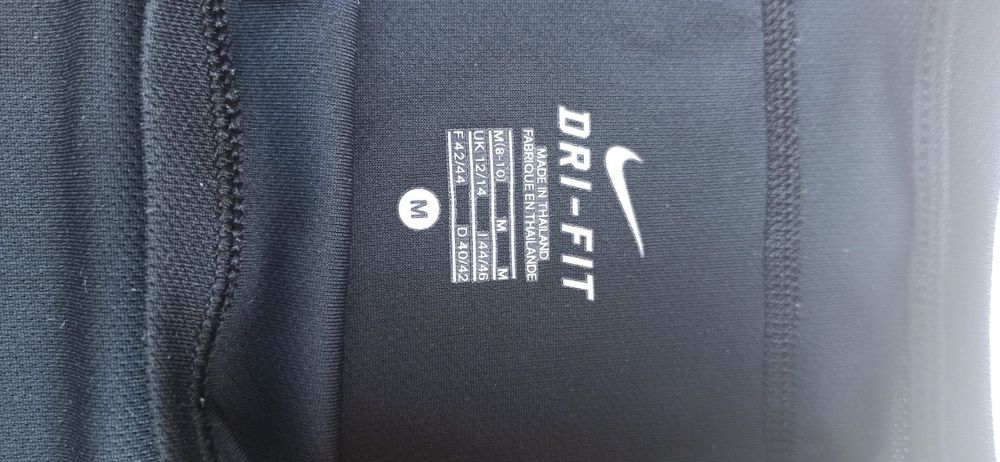 DRI-FIT
MADE IN THAILAND
FABRIQUE EN THAILANDE
M(8-10) M M
UK 12/14 I 44/46
F 42/44 D 40/42
M